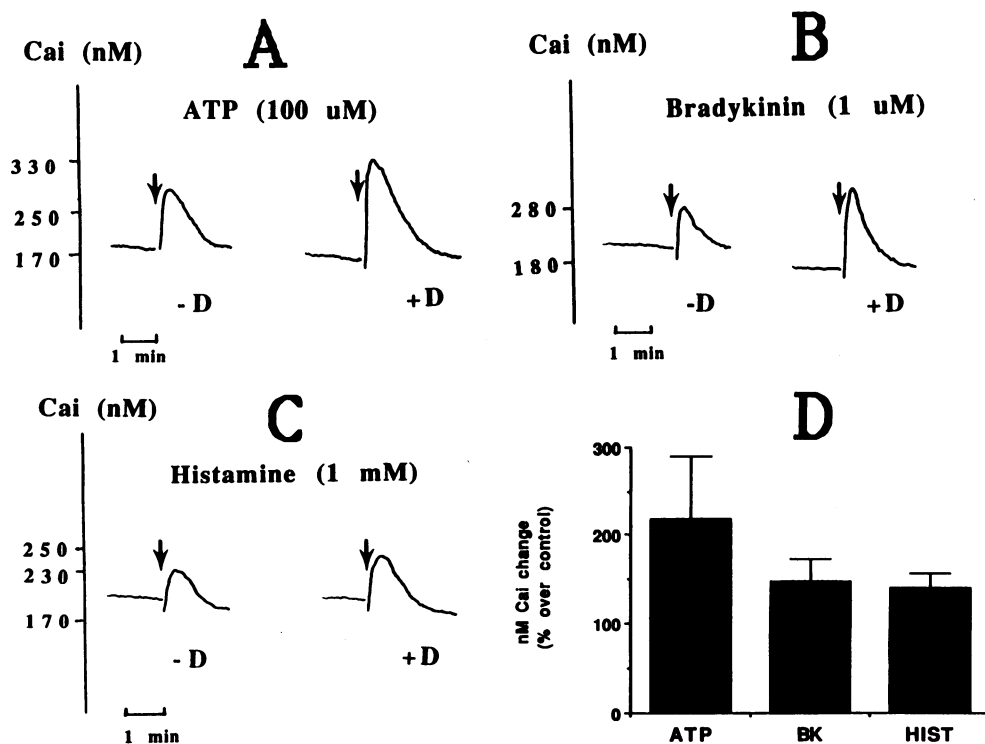 A
Cai (nM)
ATP (100 uM)
330
250
170
- D
+ D
1 min
B
Cai (nM)
Bradykinin (1 uM)
280
180
-D
+ D
1 min
C
Cai (nM)
Histamine (1 mM)
250
230
170
- D
+ D
1 min
D
nM Cai change
(% over control)
300
200
100
0
ATP BK HIST